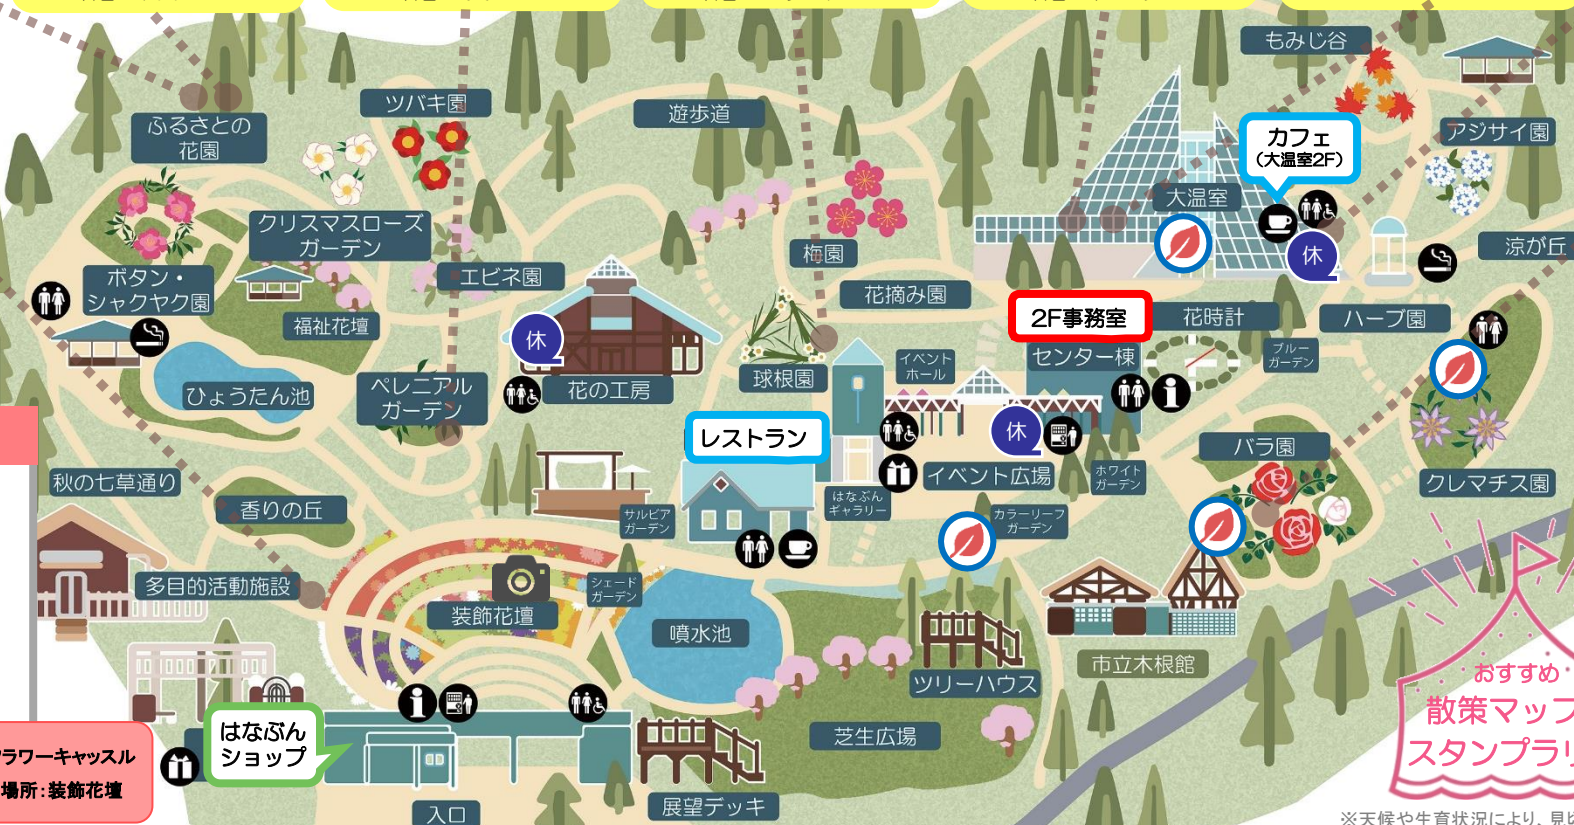 もみじ谷
ツバキ園
遊歩道
ふるさとの
花園
アジサイ園
カフェ
(大温室2F)
大温室
クリスマスローズ
ガーデン
梅園
涼が丘
休
ボタン・
シャクヤク園
エビネ園
花摘み園
福祉花壇
2F事務室
花時計
ハーブ園
休
センター棟
ブルー
ガーデン
イベント
ホール
ひょうたん池
ペレニアル
ガーデン
花の工房
球根園
レストラン
休
バラ園
秋の七草通り
イベント広場
ホワイト
ガーデン
クレマチス園
香りの丘
サルビア
ガーデン
はなぶん
ギャラリー
カラーリーフ
ガーデン
多目的活動施設
シェード
ガーデン
装飾花壇
噴水池
市立木根館
ツリーハウス
おすすめ
散策マップ
スタンプラリ
はなぶん
ショップ
芝生広場
ラワーキャッスル
場所:装飾花壇
展望デッキ
入口
※天候や生育状況により、見